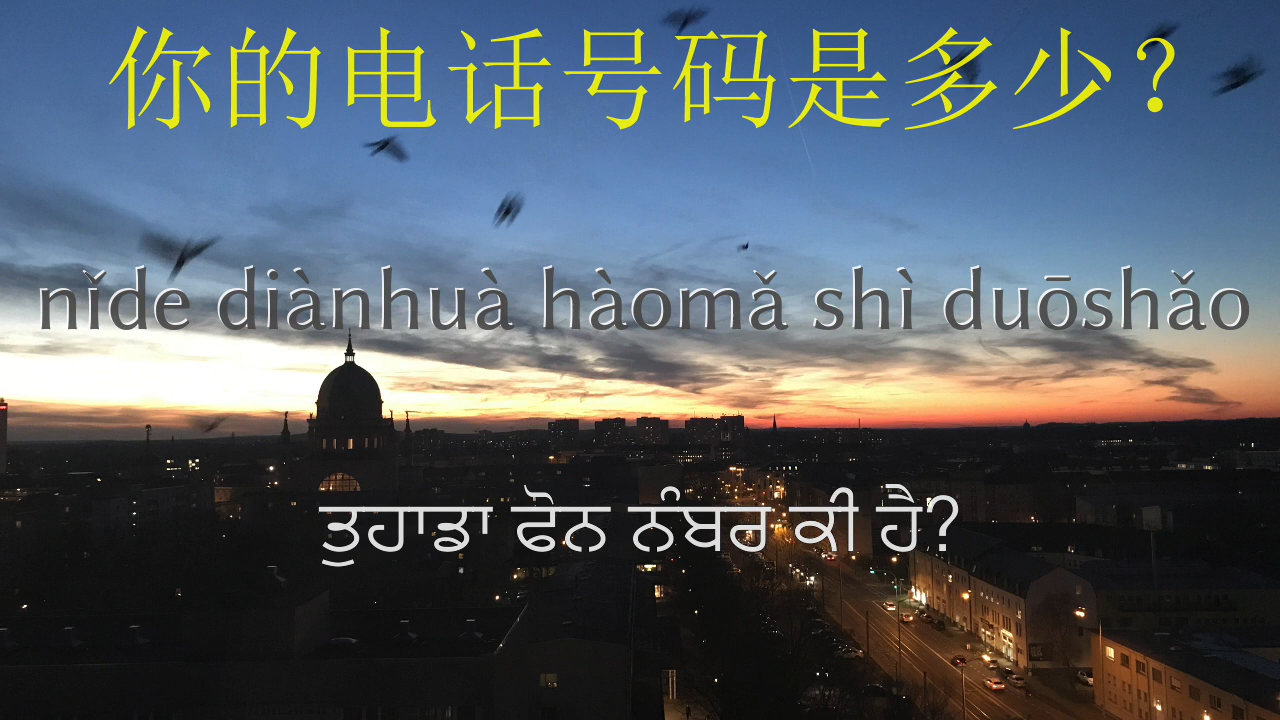 你的电话号码是多少?
nǐde diànhuà hàomǎ shì duōshǎo
ਤੁਹਾਡਾ ਫੋਨ ਨੰਬਰ ਕੀ ਹੈ?